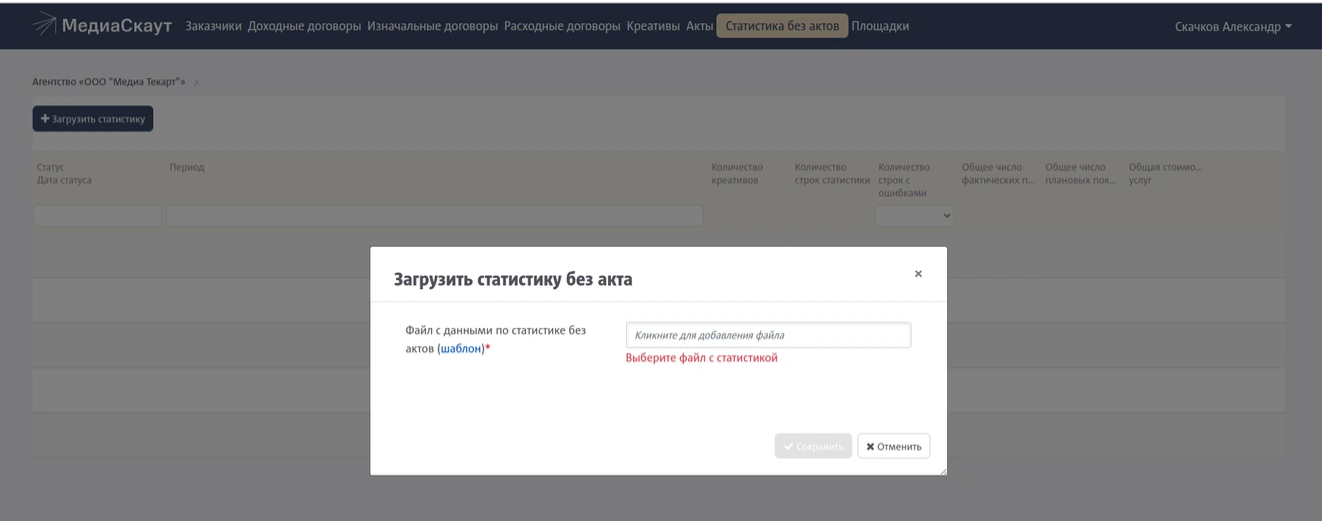 МедиаСкаут Заказчики Доходные договоры Изначальные договоры Расходные договоры Креативы Акты Статистика без актов Площадки Скачков Александр
Агентство «ООО "Медиа Текарт"» >
Загрузить статистику
Статус
Дата статуса
Период
Количество
креативов
Количество
строк статистики
Количество
строк с
ошибками
Общее число
фактических п...
Общее число
плановых пок...
Общая стоимо...
услуг
Загрузить статистику без акта
Файл с данными по статистике без
актов (шаблон)*
Кликните для добавления файла
Выберите файл с статистикой
Сохранить
Отменить